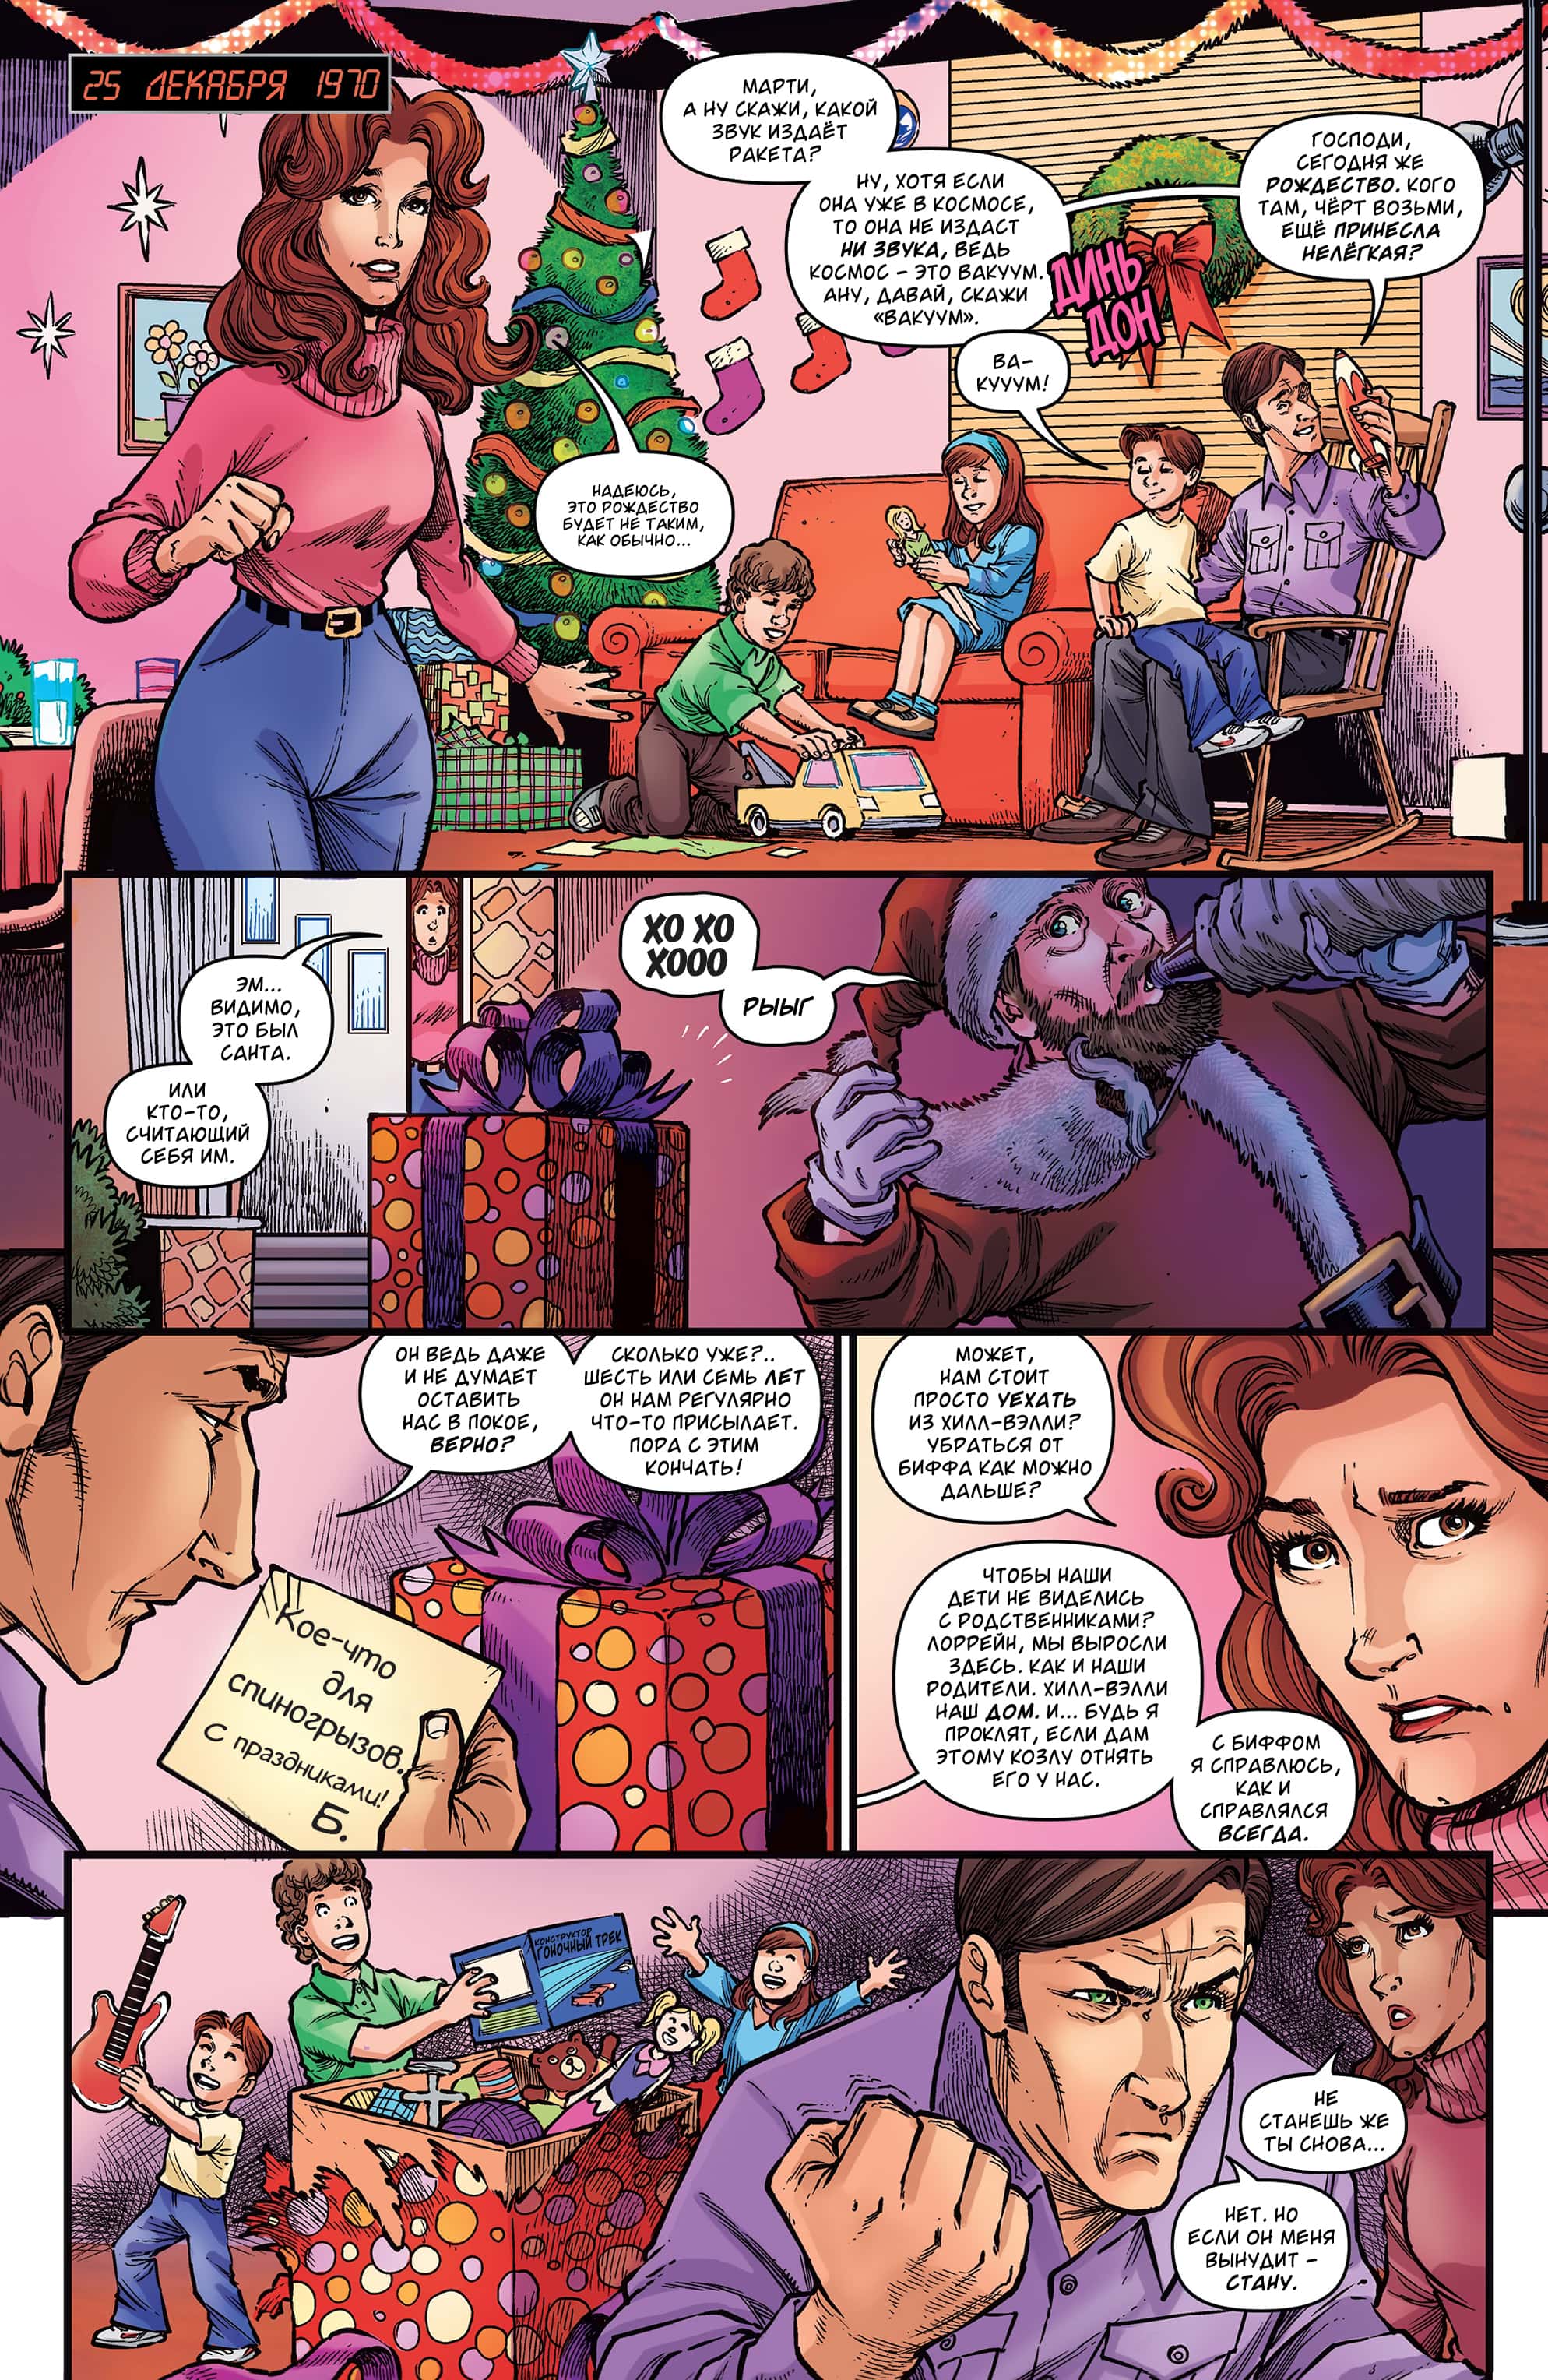 25 ДЕКАБРЯ 1970
МАРТИ,
А НУ СКАЖИ, КАКОЙ
ЗВУК ИЗДАЁТ
РАКЕТА?
НУ, ХОТЯ ЕСЛИ
ОНА УЖЕ В КОСМОСЕ,
ТО ОНА НЕ ИЗДАСТ
НИ ЗВУКА, ВЕДЬ
КОСМОС – ЭТО ВАКУУМ.
АНУ, ДАВАЙ, СКАЖИ
«ВАКУУМ».
ВА-
КУУУМ!
ДИНЬ
ДОН
ГОСПОДИ,
СЕГОДНЯ ЖЕ
РОЖДЕСТВО. КОГО
ТАМ, ЧЁРТ ВОЗЬМИ,
ЕЩЁ ПРИНЕСЛА
НЕЛЁГКАЯ?
НАДЕЮСЬ,
ЭТО РОЖДЕСТВО
БУДЕТ НЕ ТАКИМ,
КАК ОБЫЧНО...
ЭМ...
ВИДИМО,
ЭТО БЫЛ
САНТА.
ИЛИ
КТО-ТО,
СЧИТАЮЩИЙ
СЕБЯ ИМ.
ХО ХО
ХООО
РЫЫГ
ОН ВЕДЬ ДАЖЕ
И НЕ ДУМАЕТ
ОСТАВИТЬ
НАС В ПОКОЕ,
ВЕРНО?
СКОЛЬКО УЖЕ?..
ШЕСТЬ ИЛИ СЕМЬ ЛЕТ
ОН НАМ РЕГУЛЯРНО
ЧТО-ТО ПРИСЫЛАЕТ.
ПОРА С ЭТИМ
КОНЧАТЬ!
Кое-что
для
спиногрызов.
С праздниками!
Б.
МОЖЕТ,
НАМ СТОИТ
ПРОСТО УЕХАТЬ
ИЗ ХИЛЛ-ВЭЛЛИ?
УБРАТЬСЯ ОТ
БИФФА КАК МОЖНО
ДАЛЬШЕ?
ЧТОБЫ НАШИ
ДЕТИ НЕ ВИДЕЛИСЬ
С РОДСТВЕННИКАМИ?
ЛОРРЕЙН, МЫ ВЫРОСЛИ
ЗДЕСЬ. КАК И НАШИ
РОДИТЕЛИ. ХИЛЛ-ВЭЛЛИ
НАШ ДОМ. И... БУДЬ Я
ПРОКЛЯТ, ЕСЛИ ДАМ
ЭТОМУ КОЗЛУ ОТНЯТЬ
ЕГО У НАС.
С БИФФОМ
Я СПРАВЛЮСЬ,
КАК И
СПРАВЛЯЛСЯ
ВСЕГДА.
КОНСТРУКТОР
ГОНОЧНЫЙ ТРЕК
НЕ
СТАНЕШЬ ЖЕ
ТЫ СНОВА...
НЕТ. НО
ЕСЛИ ОН МЕНЯ
ВЫНУДИТ –
СТАНУ.